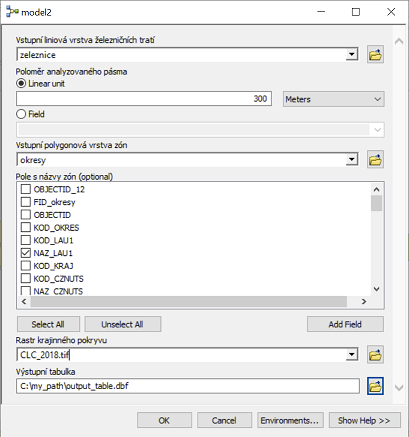 model2
Vstupní liniová vrstva železničních tratí
zeleznice
Poloměr analyzovaného pásma
Linear unit
300 Meters
Field
Vstupní polygonová vrstva zón
okresy
Pole s názvy zón (optional)
OBJECTID_12
FID_okresy
OBJECTID
KOD_OKRES
KOD_LAU1
NAZ_LAU1
KOD_KRAJ
KOD_CZNUTS
NAZ_CZNUTS
Select All Unselect All Add Field
Rastr krajinného pokryvu
CLC_2018.tif
Výstupní tabulka
C:\my_path\output_table.dbf
OK Cancel Environments... Show Help >>